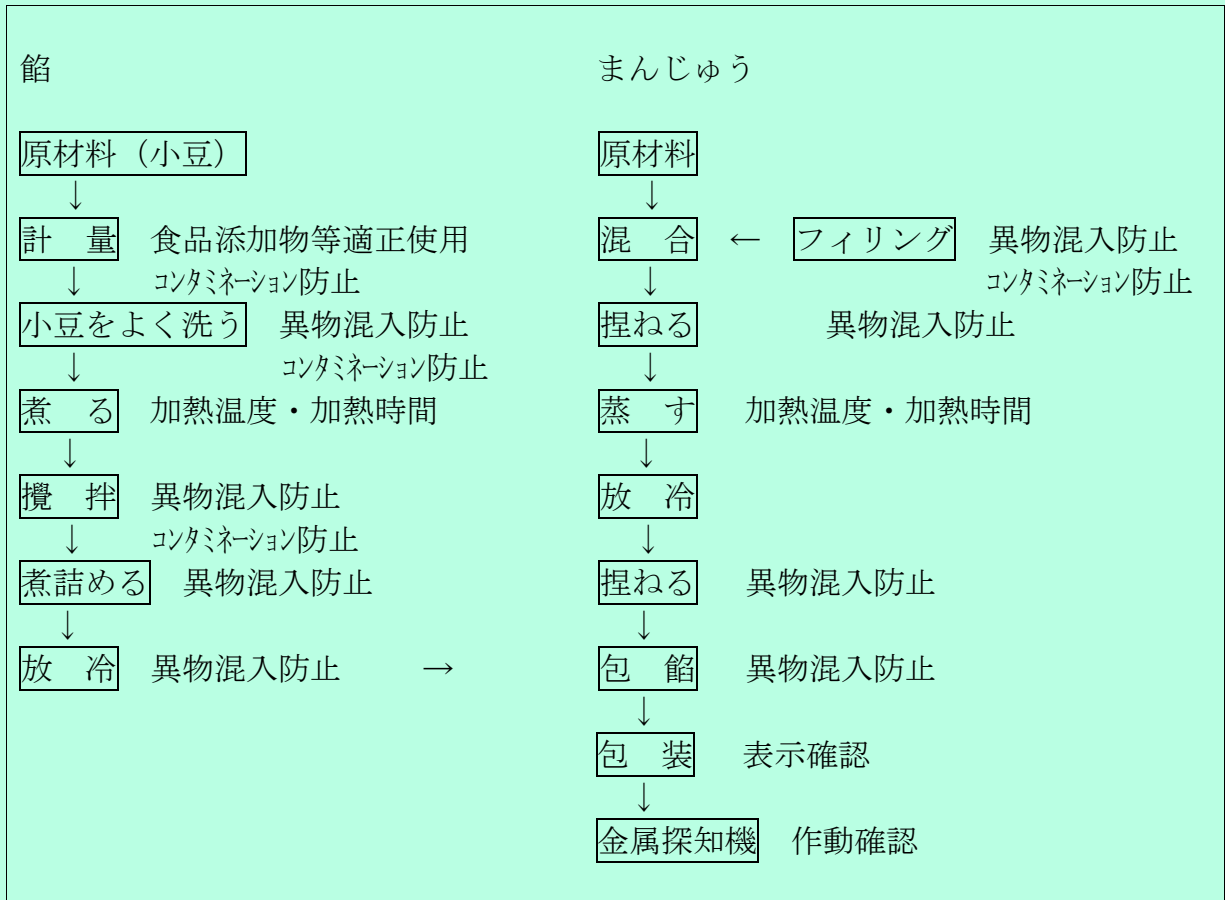 餡　まんじゅう
原材料（小豆）　原材料
↓　↓
計　量　食品添加物等適正使用　混　合　←　フィリング　異物混入防止
↓　ｺﾝﾀﾐﾈｰｼｮﾝ防止　↓　ｺﾝﾀﾐﾈｰｼｮﾝ防止
小豆をよく洗う　異物混入防止　捏ねる　異物混入防止
↓　ｺﾝﾀﾐﾈｰｼｮﾝ防止　↓
煮　る　加熱温度・加熱時間　蒸　す　加熱温度・加熱時間
↓　↓
攪　拌　異物混入防止　放　冷
↓　ｺﾝﾀﾐﾈｰｼｮﾝ防止　↓
煮詰める　異物混入防止　捏ねる　異物混入防止
↓　↓
放　冷　異物混入防止　→　包　餡　異物混入防止
↓
包　装　表示確認
↓
金属探知機　作動確認